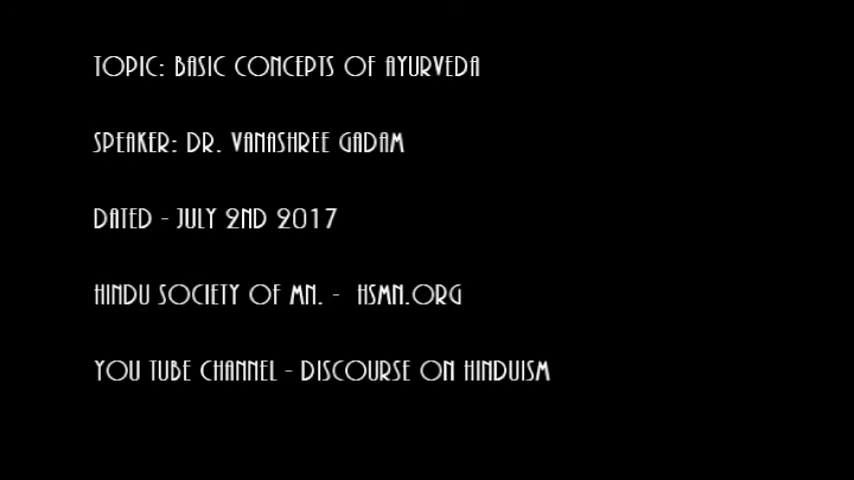 TOPIC: BASIC CONCEPTS OF AYURVEDA
SPEAKER: DR. VANASHREE GADAM
DATED - JULY 2ND 2017
HINDU SOCIETY OF MN. - HSMN.ORG
YOU TUBE CHANNEL - DISCOURSE ON HINDUISM